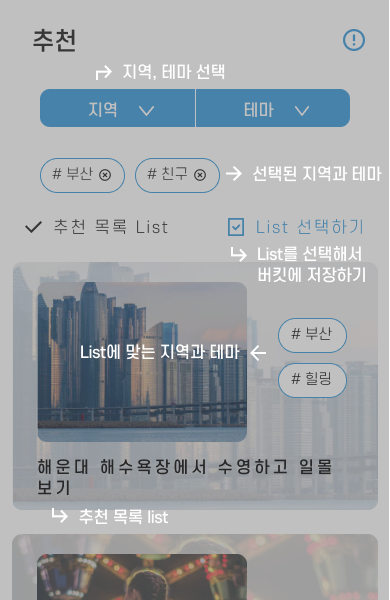 추천
지역, 테마 선택
지역 테마
# 부산 # 친구 선택된 지역과 테마
추천 목록 List List 선택하기
List를 선택해서
버킷에 저장하기
# 부산
List에 맞는 지역과 테마
# 힐링
해운대 해수욕장에서 수영하고 일몰
보기
추천 목록 list